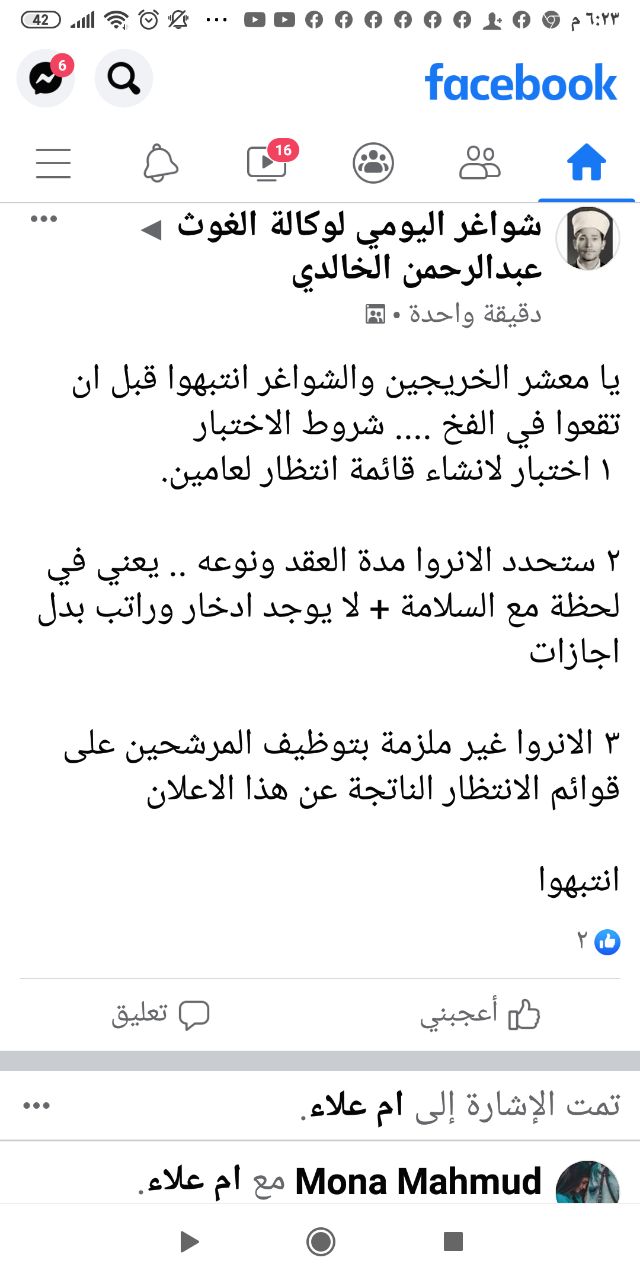 42 ٦:٢٣ م
6
facebook
16
شواغر اليومي لوكالة الغوث ◀
عبدالرحمن الخالدي
دقيقة واحدة •
يا معشر الخريجين والشواغر انتبهوا قبل ان
تقعوا في الفخ .... شروط الاختبار
١ اختبار لانشاء قائمة انتظار لعامين.
٢ ستحدد الانروا مدة العقد ونوعه .. يعني في
لحظة مع السلامة + لا يوجد ادخار وراتب بدل
اجازات
٣ الانروا غير ملزمة بتوظيف المرشحين على
قوائم الانتظار الناتجة عن هذا الاعلان
انتبهوا
٢
أعجبني تعليق
تمت الإشارة إلى ام علاء.
Mona Mahmud مع ام علاء.